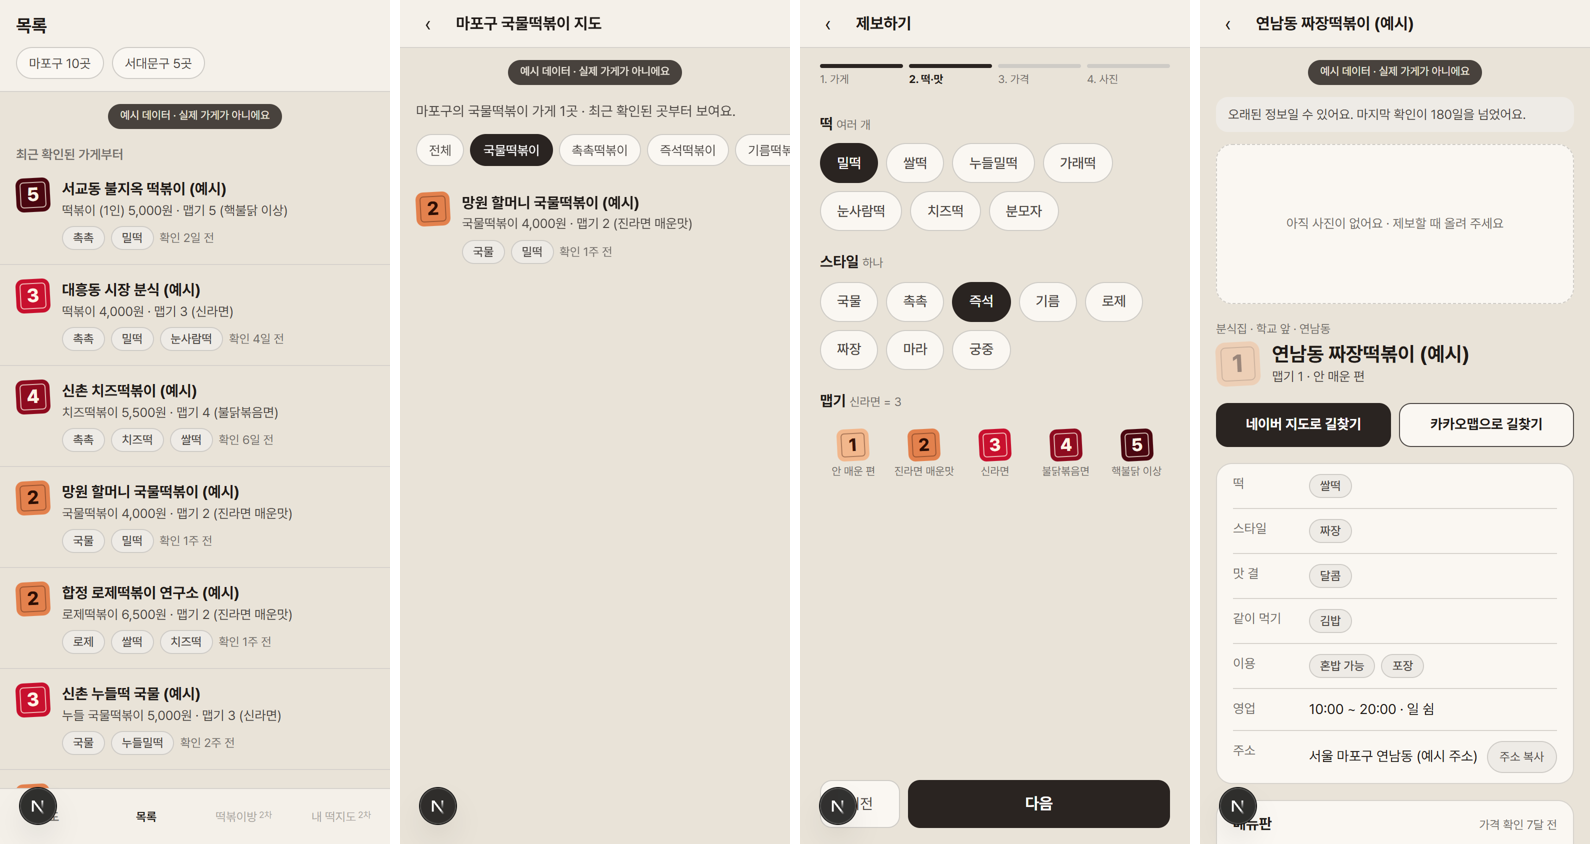 목록
마포구 10곳
서대문구 5곳
예시 데이터 · 실제 가게가 아니에요
최근 확인된 가게부터
5
서교동 불지옥 떡볶이 (예시)
떡볶이 (1인) 5,000원 · 맵기 5 (핵불닭 이상)
촉촉
밀떡
확인 2일 전
3
대흥동 시장 분식 (예시)
떡볶이 4,000원 · 맵기 3 (신라면)
촉촉
밀떡
눈사람떡
확인 4일 전
4
신촌 치즈떡볶이 (예시)
치즈떡볶이 5,500원 · 맵기 4 (불닭볶음면)
촉촉
치즈떡
쌀떡
확인 6일 전
2
망원 할머니 국물떡볶이 (예시)
국물떡볶이 4,000원 · 맵기 2 (진라면 매운맛)
국물
밀떡
확인 1주 전
2
합정 로제떡볶이 연구소 (예시)
로제떡볶이 6,500원 · 맵기 2 (진라면 매운맛)
로제
쌀떡
치즈떡
확인 1주 전
3
신촌 누들떡 국물 (예시)
누들 국물떡볶이 5,000원 · 맵기 3 (신라면)
국물
누들밀떡
확인 2주 전
N
목록
떡볶이방 2차
내 떡지도 2차
‹ 마포구 국물떡볶이 지도
예시 데이터 · 실제 가게가 아니에요
마포구의 국물떡볶이 가게 1곳 · 최근 확인된 곳부터 보여요.
전체
국물떡볶이
촉촉떡볶이
즉석떡볶이
기름떡볶
2
망원 할머니 국물떡볶이 (예시)
국물떡볶이 4,000원 · 맵기 2 (진라면 매운맛)
국물
밀떡
확인 1주 전
N
‹ 제보하기
1. 가게
2. 떡·맛
3. 가격
4. 사진
떡 여러 개
밀떡
쌀떡
누들밀떡
가래떡
눈사람떡
치즈떡
분모자
스타일 하나
국물
촉촉
즉석
기름
로제
짜장
마라
궁중
맵기 신라면 = 3
1
2
3
4
5
안 매운 편
진라면 매운맛
신라면
불닭볶음면
핵불닭 이상
N
전
다음
‹ 연남동 짜장떡볶이 (예시)
예시 데이터 · 실제 가게가 아니에요
오래된 정보일 수 있어요. 마지막 확인이 180일을 넘었어요.
아직 사진이 없어요 · 제보할 때 올려 주세요
분식집 · 학교 앞 · 연남동
1
연남동 짜장떡볶이 (예시)
맵기 1 · 안 매운 편
네이버 지도로 길찾기
카카오맵으로 길찾기
떡
쌀떡
스타일
짜장
맛 결
달콤
같이 먹기
김밥
이용
혼밥 가능
포장
영업
10:00 ~ 20:00 · 일 쉼
주소
서울 마포구 연남동 (예시 주소)
주소 복사
N
메뉴판
가격 확인 7달 전